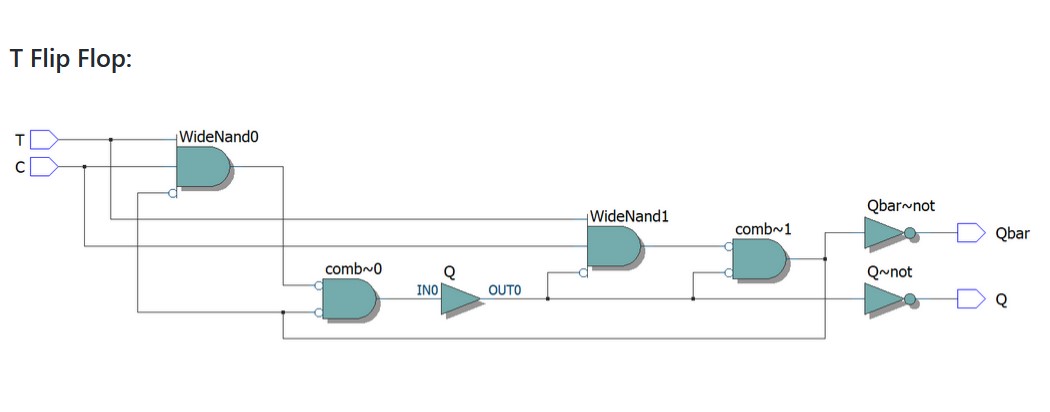 T Flip Flop:
T
C
WideNand0
WideNand1
comb~0
Q
IN0
OUT0
comb~1
Qbar~not
Qbar
Q~not
Q